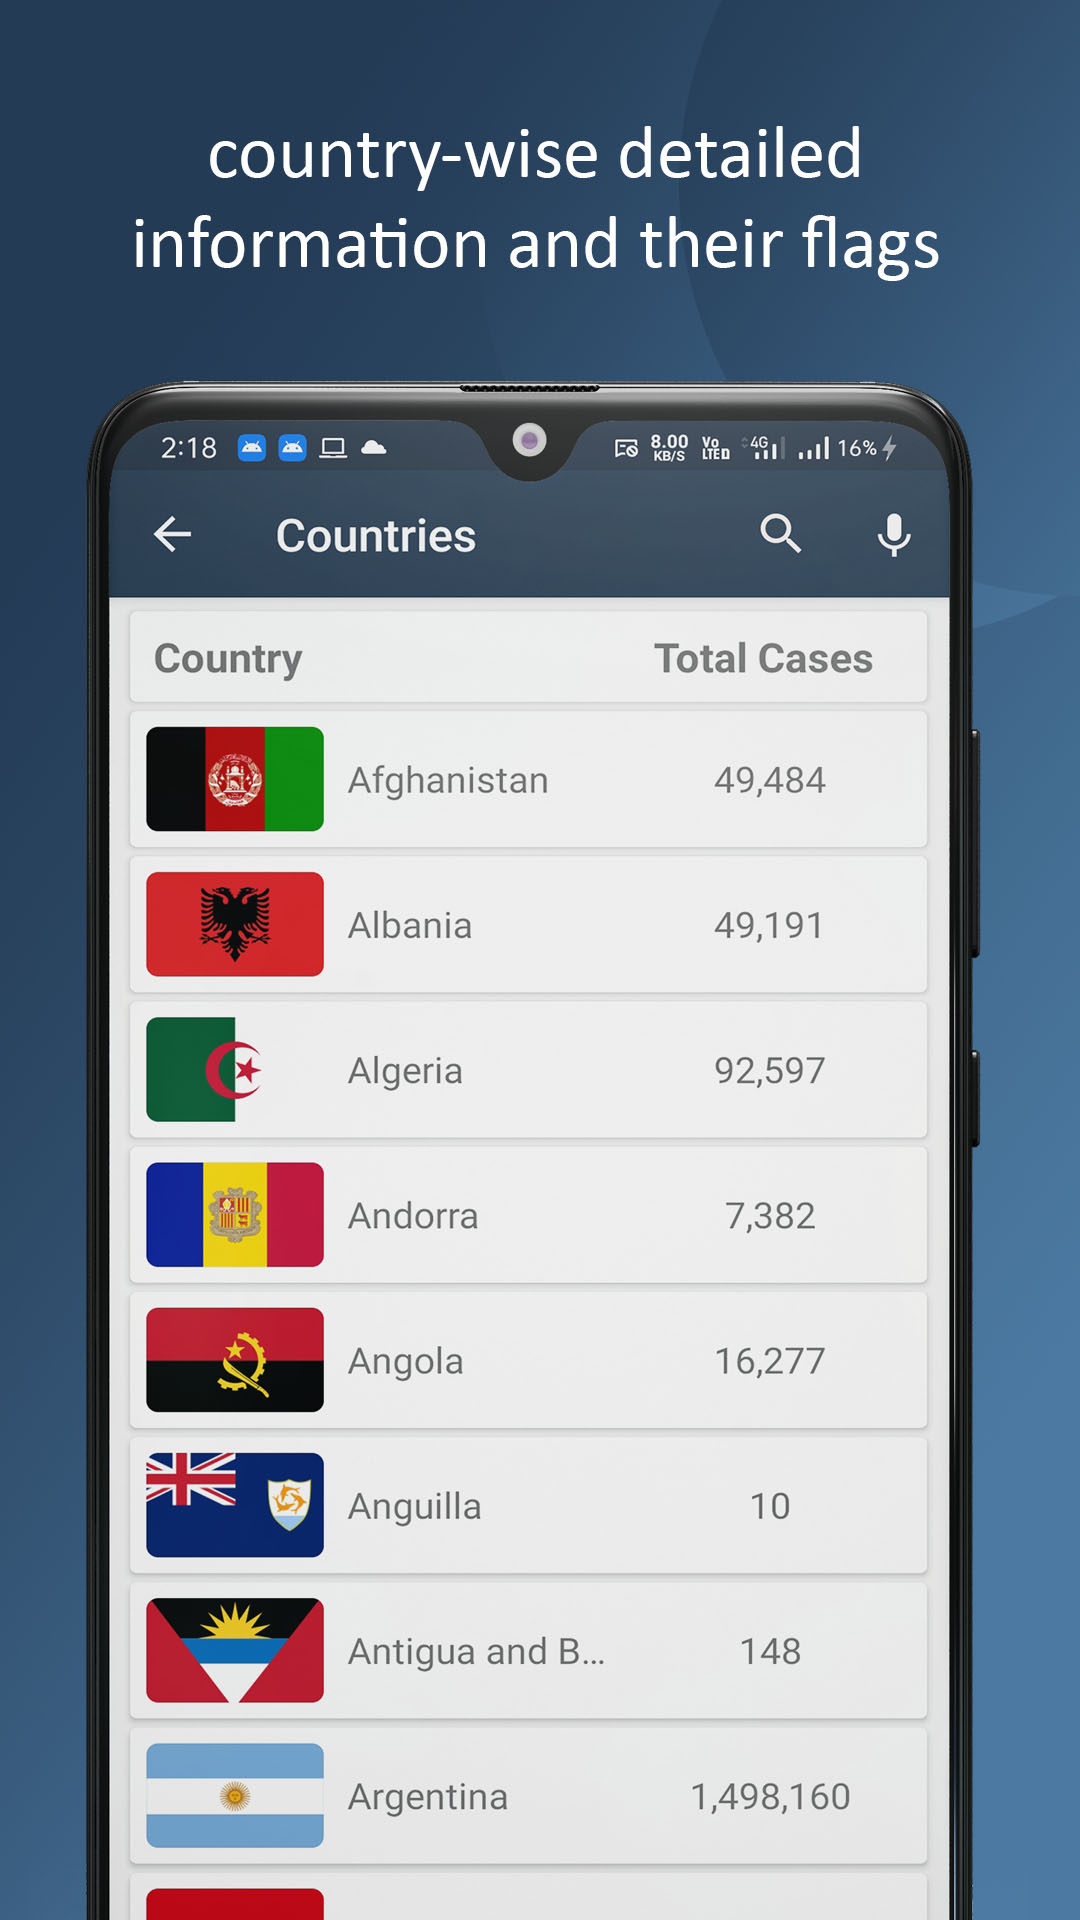 country-wise detailed
information and their flags
2:18 8.00 KB/S Vo LTE 4G 16%
Countries
Country Total Cases
Afghanistan 49,484
Albania 49,191
Algeria 92,597
Andorra 7,382
Angola 16,277
Anguilla 10
Antigua and B... 148
Argentina 1,498,160